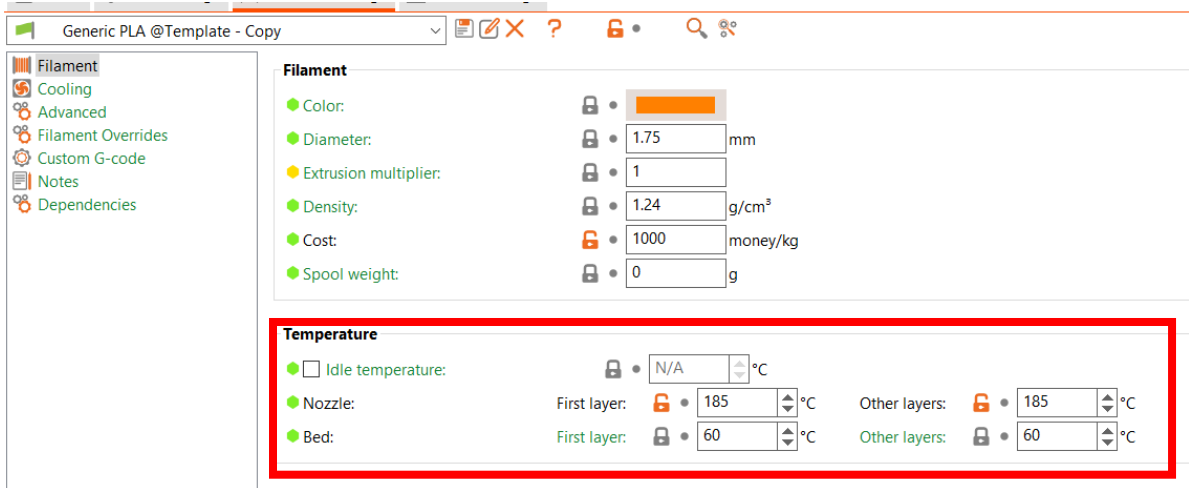 Generic PLA @Template - Copy
Filament
Cooling
Advanced
Filament Overrides
Custom G-code
Notes
Dependencies
Filament
Color:
Diameter: 1.75 mm
Extrusion multiplier: 1
Density: 1.24 g/cm³
Cost: 1000 money/kg
Spool weight: 0 g
Temperature
Idle temperature: N/A °C
Nozzle: First layer: 185 °C Other layers: 185 °C
Bed: First layer: 60 °C Other layers: 60 °C